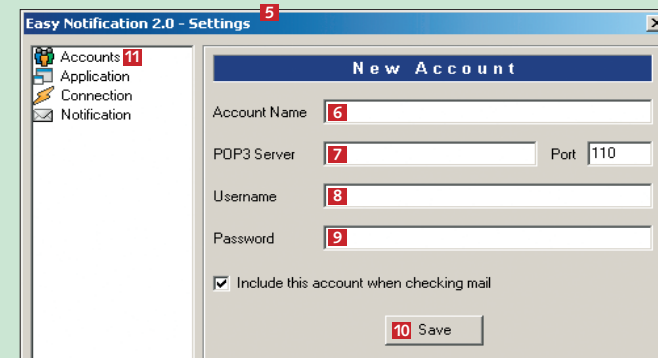 5
Easy Notification 2.0 - Settings
Accounts 11
Application
Connection
Notification
New Account
Account Name 6
POP3 Server 7 Port 110
Username 8
Password 9
Include this account when checking mail
10 Save